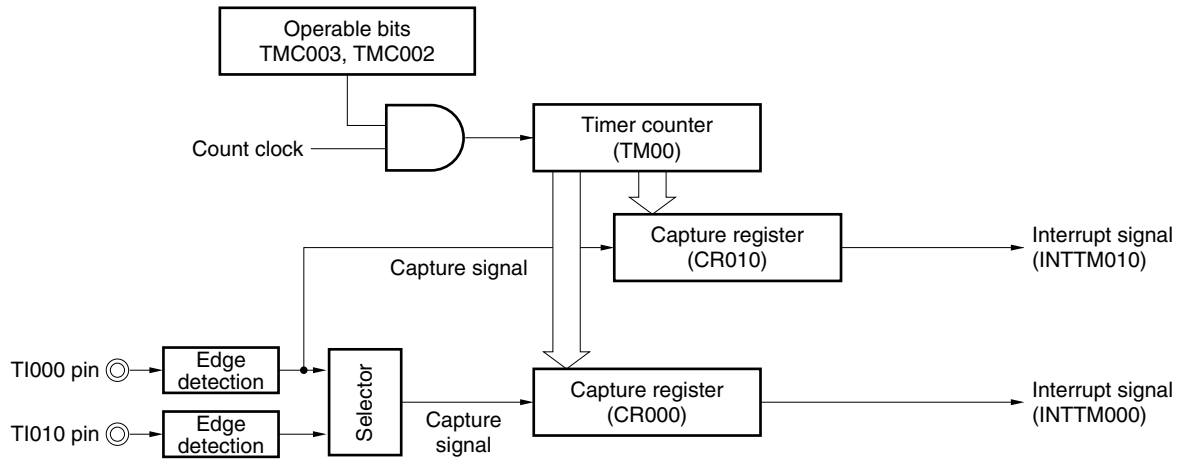 Operable bits
TMC003, TMC002
Count clock
Timer counter
(TM00)
Capture register
(CR010)
Interrupt signal
(INTTM010)
Capture signal
TI000 pin
Edge
detection
Selector
Capture register
(CR000)
Interrupt signal
(INTTM000)
Capture
signal
TI010 pin
Edge
detection